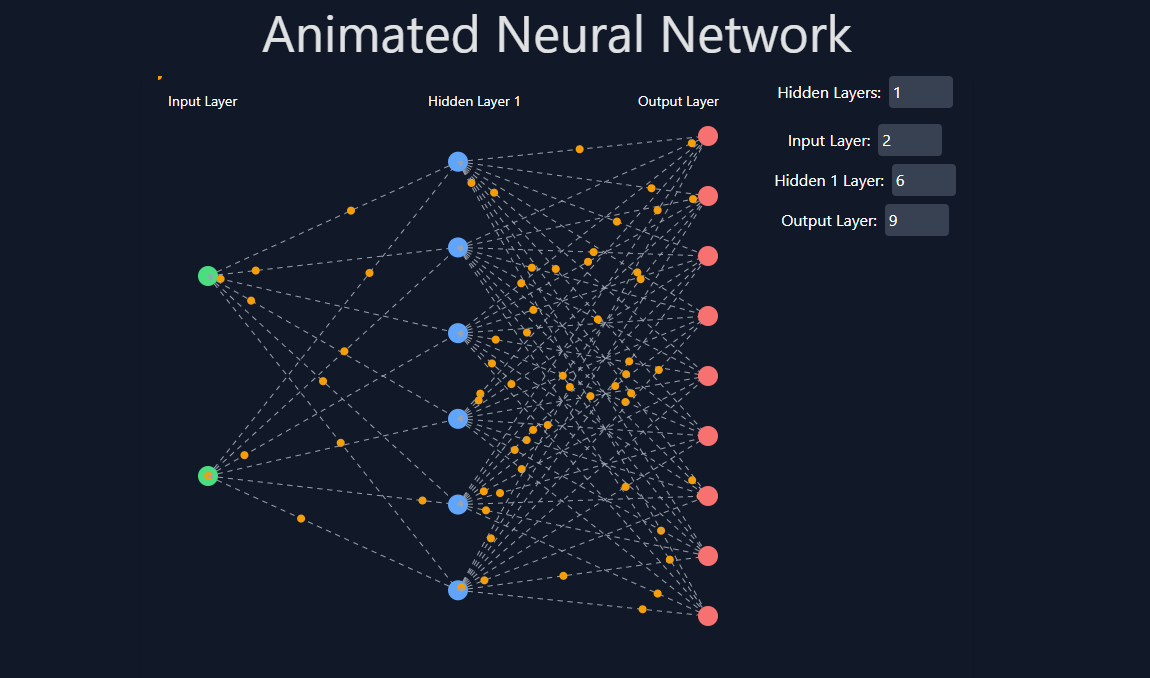 Animated Neural Network
Input Layer
Hidden Layer 1
Output Layer
Hidden Layers: 1
Input Layer: 2
Hidden 1 Layer: 6
Output Layer: 9